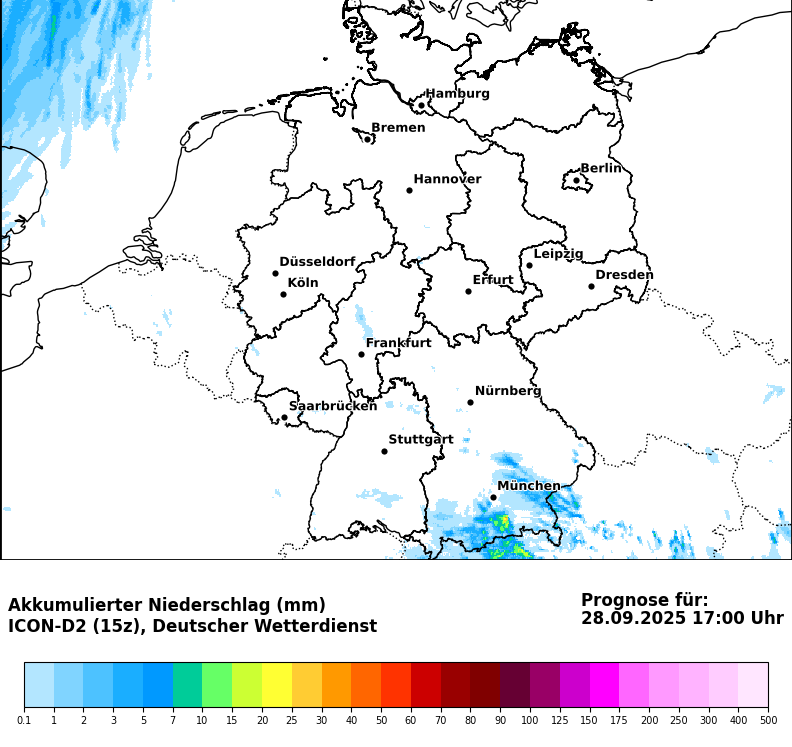 Hamburg
Bremen
Berlin
Hannover
Leipzig
Düsseldorf
Dresden
Köln
Erfurt
Frankfurt
Nürnberg
Saarbrücken
Stuttgart
München
Akkumulierter Niederschlag (mm)
ICON-D2 (15z), Deutscher Wetterdienst
Prognose für:
28.09.2025 17:00 Uhr
0.1 1 2 3 5 7 10 15 20 25 30 40 50 60 70 80 90 100 125 150 175 200 250 300 400 500